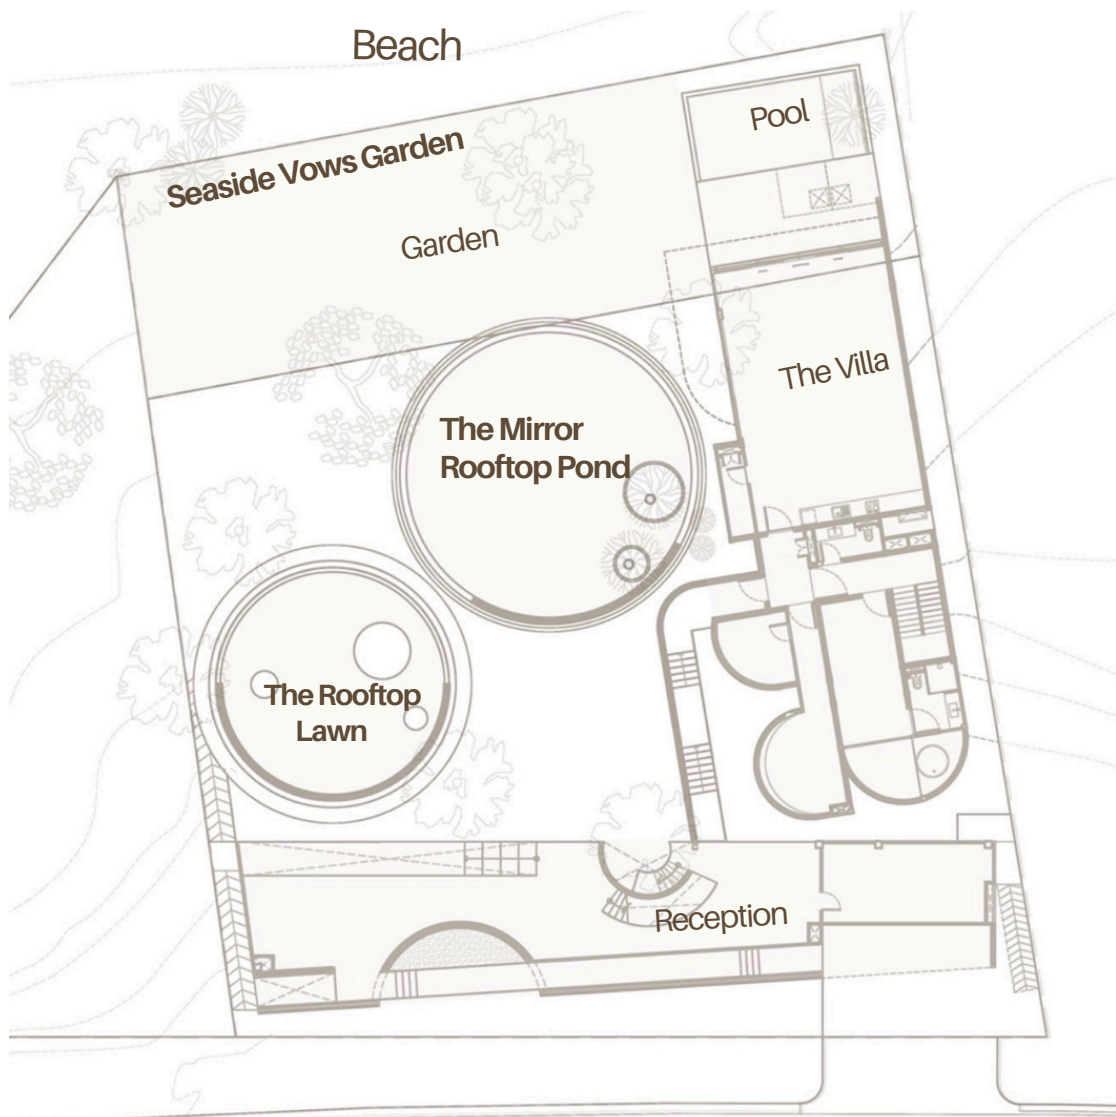 Beach
Pool
Seaside Vows Garden
Garden
The Villa
The Mirror
Rooftop Pond
The Rooftop
Lawn
Reception